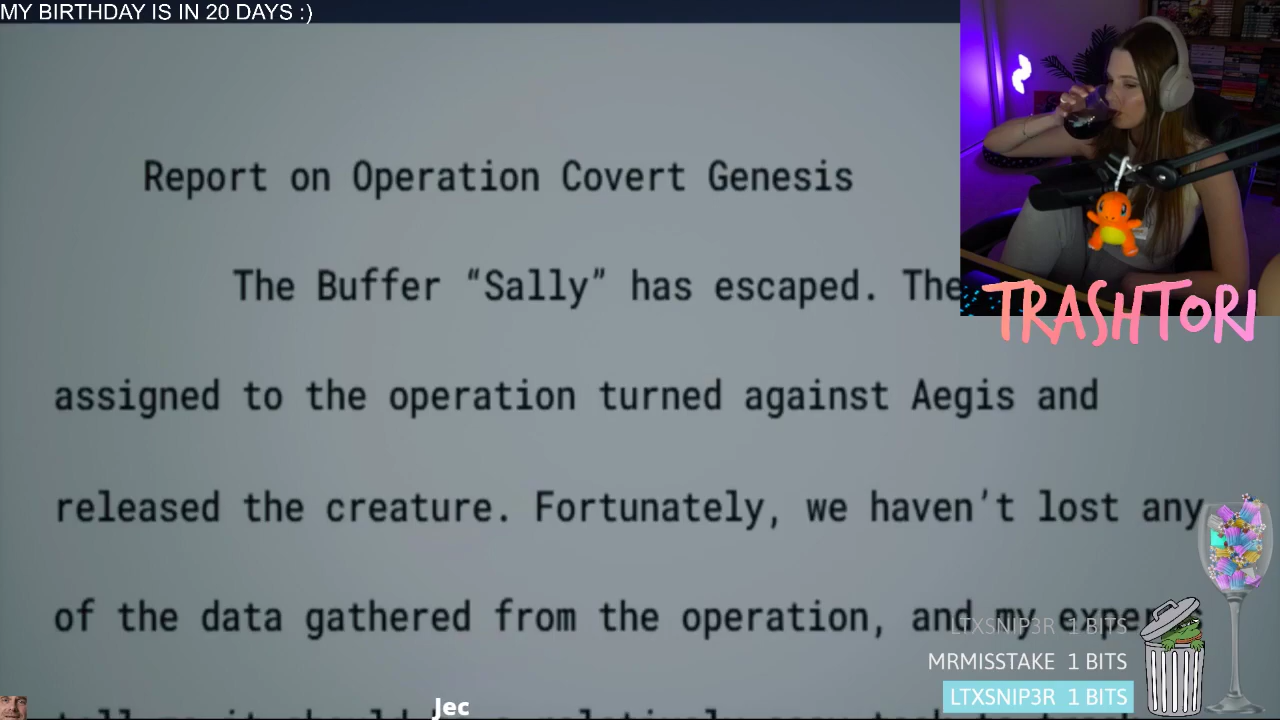 MY BIRTHDAY IS IN 20 DAYS :)
Report on Operation Covert Genesis
The Buffer “Sally” has escaped. The
assigned to the operation turned against Aegis and
released the creature. Fortunately, we haven’t lost any
of the data gathered from the operation, and my
TRASHTORI
LTXSNIP3R 1 BITS
MRMISSTAKE 1 BITS
LTXSNIP3R 1 BITS
Jec